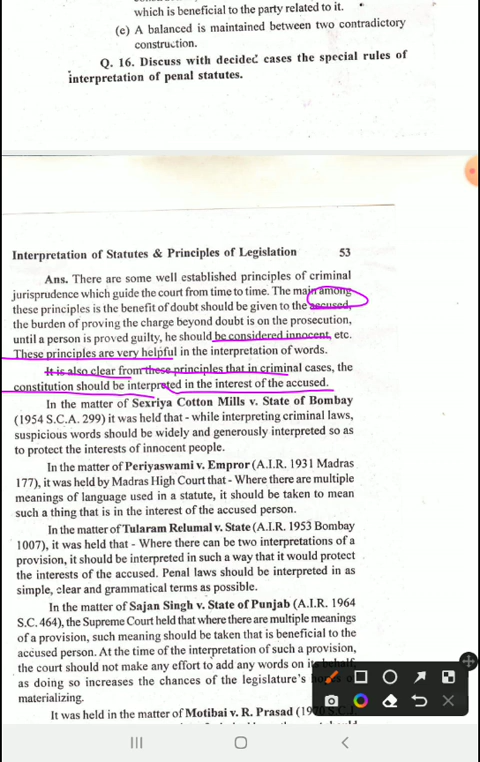 which is beneficial to the party related to it.
(e) A balanced is maintained between two contradictory
construction.
Q. 16. Discuss with decided cases the special rules of
interpretation of penal statutes.
Interpretation of Statutes & Principles of Legislation 53
Ans. There are some well established principles of criminal
jurisprudence which guide the court from time to time. The main among
these principles is the benefit of doubt should be given to the accused,
the burden of proving the charge beyond doubt is on the prosecution,
until a person is proved guilty, he should be considered innocent, etc.
These principles are very helpful in the interpretation of words.
It is also clear from these principles that in criminal cases, the
constitution should be interpreted in the interest of the accused.
In the matter of Sexriya Cotton Mills v. State of Bombay
(1954 S.C.A. 299) it was held that - while interpreting criminal laws,
suspicious words should be widely and generously interpreted so as
to protect the interests of innocent people.
In the matter of Periyaswami v. Empror (A.I.R. 1931 Madras
177), it was held by Madras High Court that - Where there are multiple
meanings of language used in a statute, it should be taken to mean
such a thing that is in the interest of the accused person.
In the matter of Tularam Relumal v. State (A.I.R. 1953 Bombay
1007), it was held that - Where there can be two interpretations of a
provision, it should be interpreted in such a way that it would protect
the interests of the accused. Penal laws should be interpreted in as
simple, clear and grammatical terms as possible.
In the matter of Sajan Singh v. State of Punjab (A.I.R. 1964
S.C. 464), the Supreme Court held that where there are multiple meanings
of a provision, such meaning should be taken that is beneficial to the
accused person. At the time of the interpretation of such a provision,
the court should not make any effort to add any words on its behalf,
as doing so increases the chances of the legislature's
materializing.
It was held in the matter of Motibai v. R. Prasad